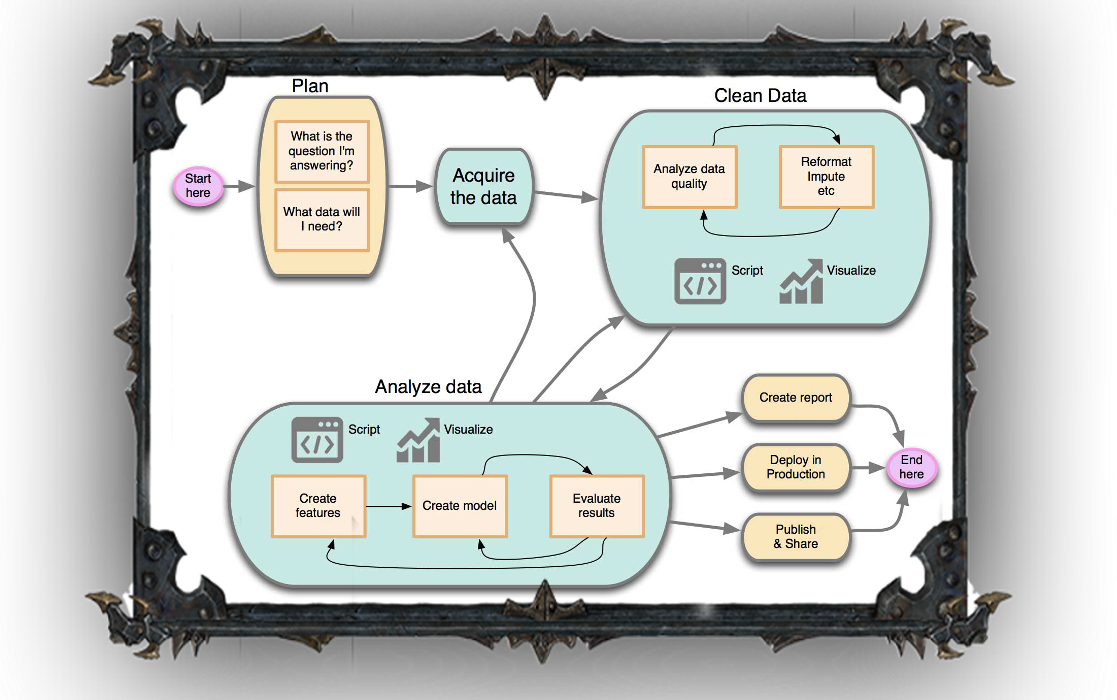 Plan
What is the
question I'm
answering?
What data will
I need?
Start
here
Acquire
the data
Clean Data
Analyze data
quality
Reformat
Impute
etc
Script
Visualize
Analyze data
Script
Visualize
Create
features
Create model
Evaluate
results
Create report
Deploy in
Production
Publish
& Share
End
here